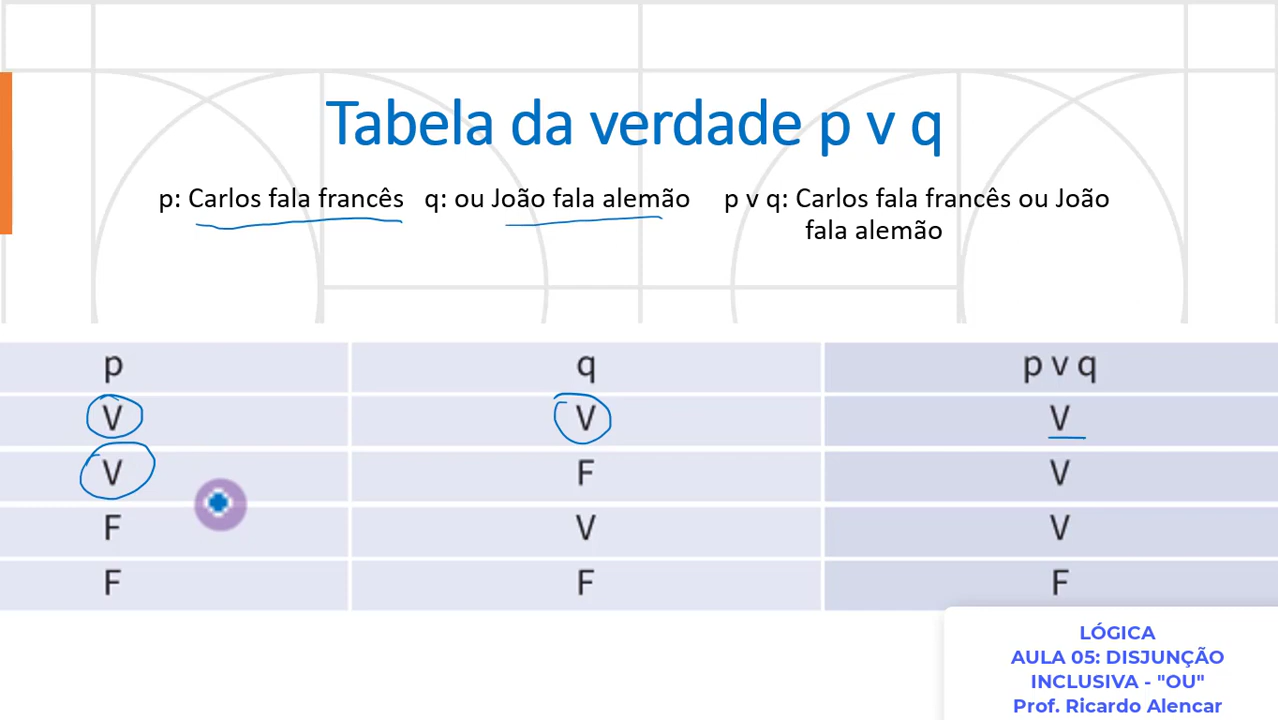 Tabela da verdade p v q
p: Carlos fala francês q: ou João fala alemão p v q: Carlos fala francês ou João
fala alemão
p q p v q
V V V
V F V
F V V
F F F
LÓGICA
AULA 05: DISJUNÇÃO
INCLUSIVA - "OU"
Prof. Ricardo Alencar